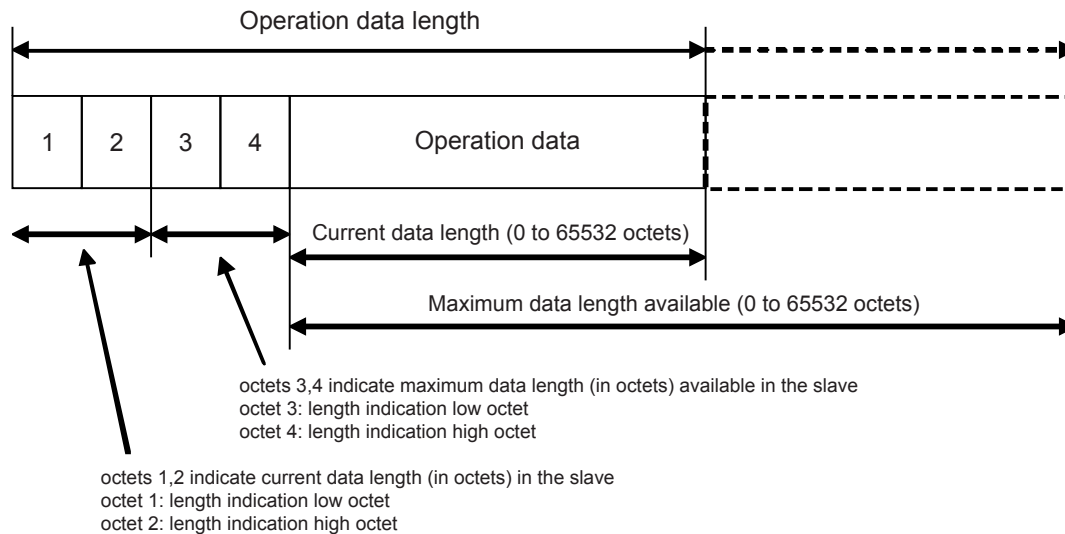 Operation data length
1 2 3 4 Operation data
Current data length (0 to 65532 octets)
Maximum data length available (0 to 65532 octets)
octets 3,4 indicate maximum data length (in octets) available in the slave
octet 3: length indication low octet
octet 4: length indication high octet
octets 1,2 indicate current data length (in octets) in the slave
octet 1: length indication low octet
octet 2: length indication high octet